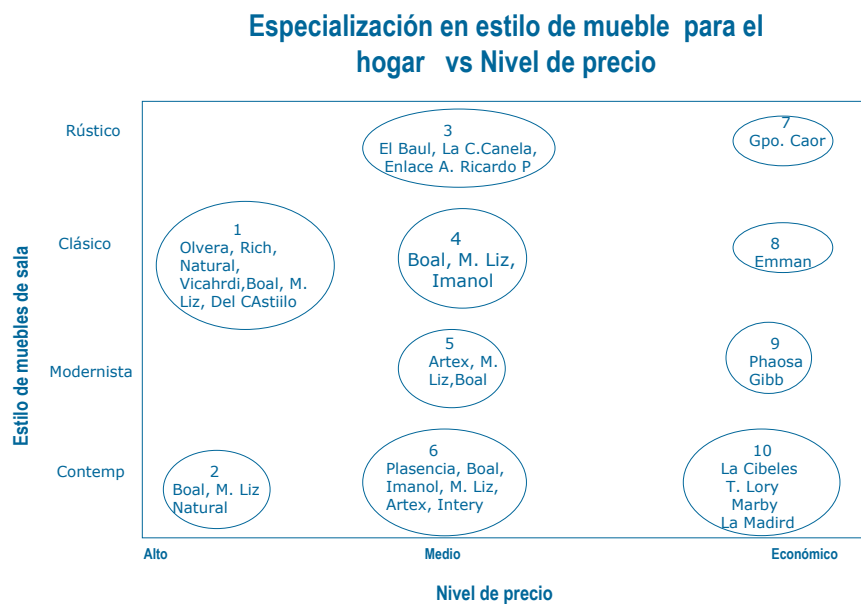 Especialización en estilo de mueble para el
hogar vs Nivel de precio
Estilo de muebles de sala
Rústico
Clásico
Modernista
Contemp
3
El Baul, La C.Canela,
Enlace A. Ricardo P
7
Gpo. Caor
1
Olvera, Rich,
Natural,
Vicahrdi,Boal, M.
Liz, Del CAstiilo
4
Boal, M. Liz,
Imanol
8
Emman
5
Artex, M.
Liz,Boal
9
Phaosa
Gibb
2
Boal, M. Liz
Natural
6
Plasencia, Boal,
Imanol, M. Liz,
Artex, Intery
10
La Cibeles
T. Lory
Marby
La Madird
Alto
Medio
Económico
Nivel de precio